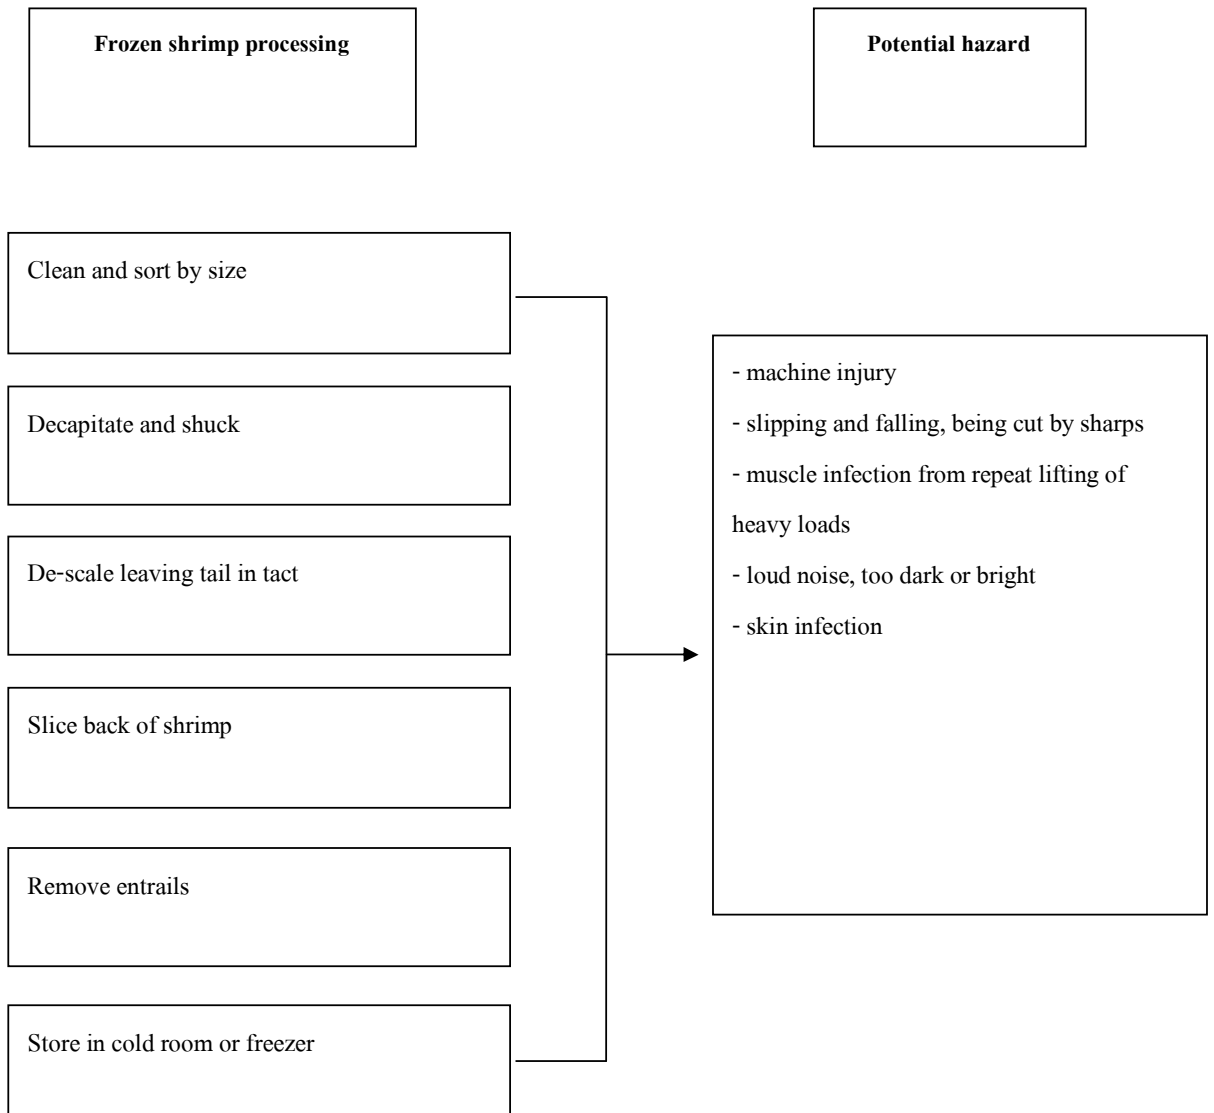 Frozen shrimp processing
Potential hazard
Clean and sort by size
Decapitate and shuck
De-scale leaving tail in tact
Slice back of shrimp
Remove entrails
Store in cold room or freezer
- machine injury
- slipping and falling, being cut by sharps
- muscle infection from repeat lifting of
heavy loads
- loud noise, too dark or bright
- skin infection